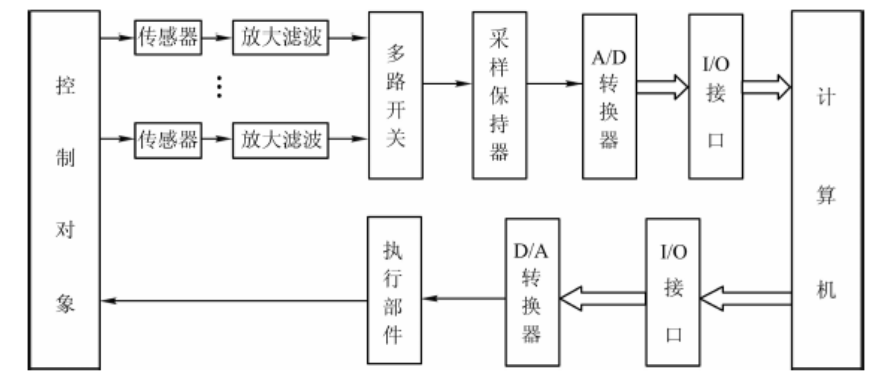 控制对象
传感器
放大滤波
传感器
放大滤波
多路开关
采样保持器
A/D转换器
I/O接口
计算机
执行部件
D/A转换器
I/O接口